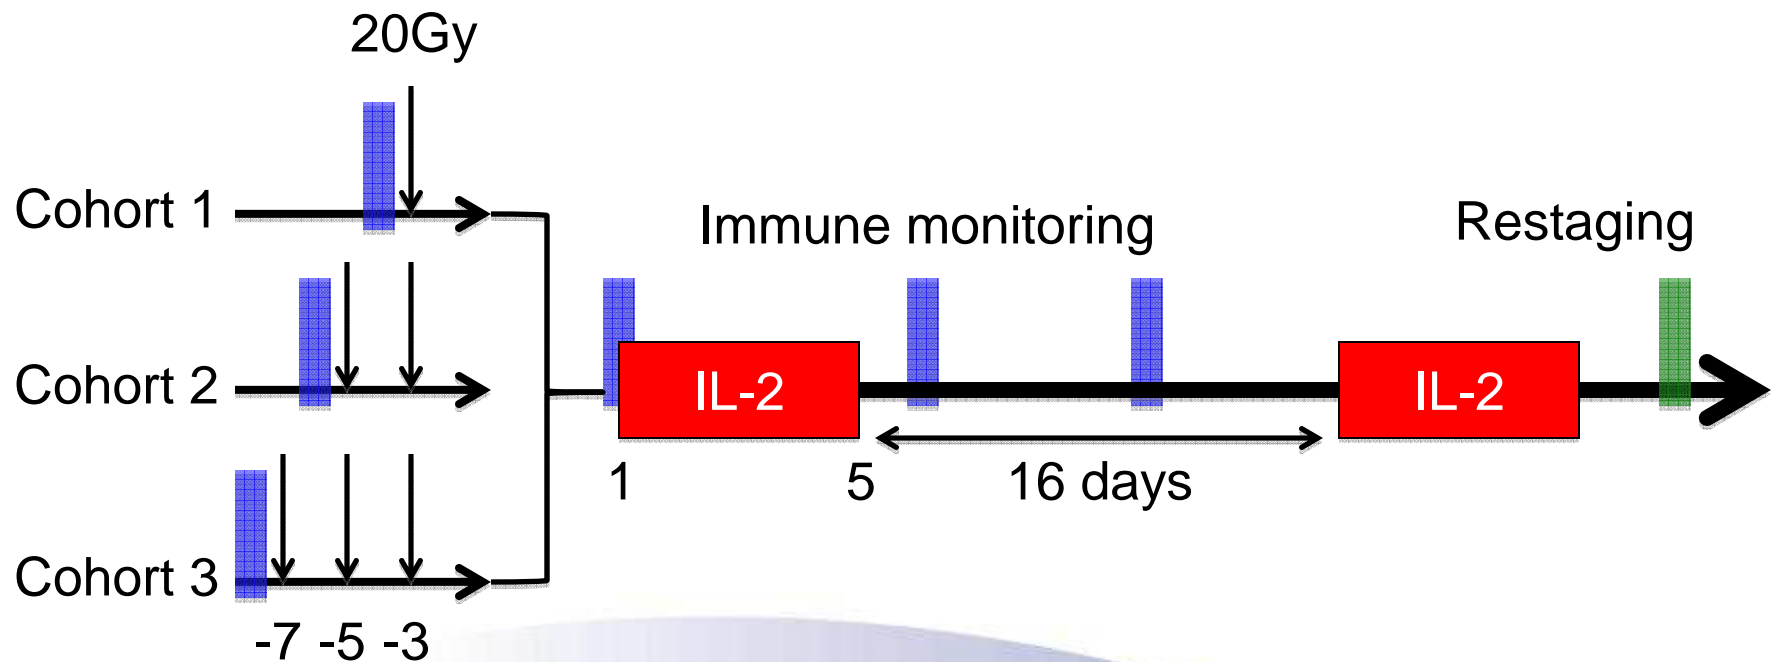 20Gy
Cohort 1
Immune monitoring
Restaging
Cohort 2
IL-2
IL-2
1
5
16 days
Cohort 3
-7 -5 -3